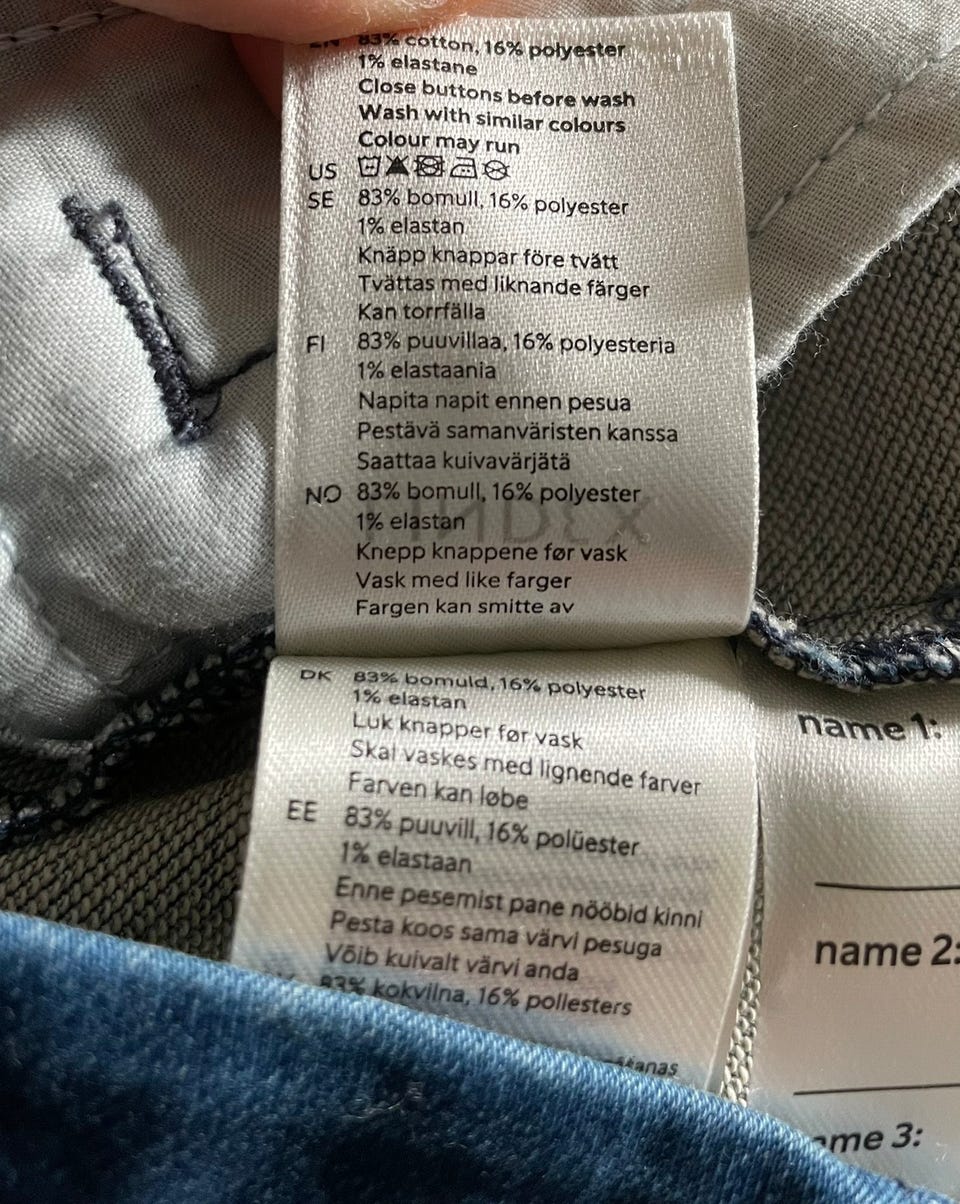 EN 83% cotton, 16% polyester
1% elastane
Close buttons before wash
Wash with similar colours
Colour may run
US
SE 83% bomull, 16% polyester
1% elastan
Knäpp knappar före tvätt
Tvättas med liknande färger
Kan torrfälla
FI 83% puuvillaa, 16% polyesteria
1% elastaania
Napita napit ennen pesua
Pestävä samanväristen kanssa
Saattaa kuivavärjätä
NO 83% bomull, 16% polyester
1% elastan
Knepp knappene før vask
Vask med like farger
Fargen kan smitte av
DK 83% bomuld, 16% polyester
1% elastan
Luk knapper før vask
Skal vaskes med lignende farver
Farven kan løbe
EE 83% puuvill, 16% polüester
1% elastaan
Enne pesemist pane nööbid kinni
Pesta koos sama värvi pesuga
Võib kuivalt värvi anda
83% kokvilna, 16% poliesters
name 1:
name 2:
name 3: